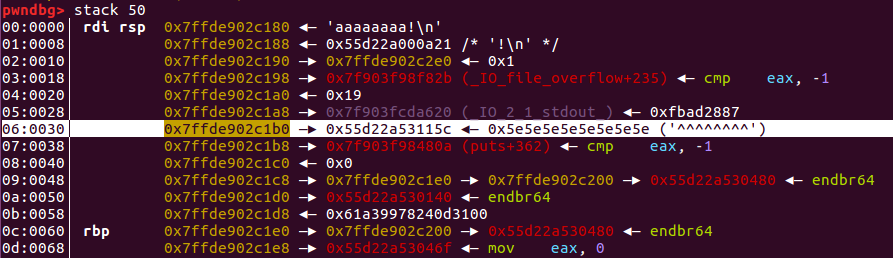 pwndbg> stack 50
00:0000│ rdi rsp 0x7ffde902c180 ◂— 'aaaaaaaa!\n'
01:0008│ 0x7ffde902c188 ◂— 0x55d22a000a21 /* '!\n' */
02:0010│ 0x7ffde902c190 —▸ 0x7ffde902c2e0 ◂— 0x1
03:0018│ 0x7ffde902c198 —▸ 0x7f903f98f82b (_IO_file_overflow+235) ◂— cmp eax, -1
04:0020│ 0x7ffde902c1a0 ◂— 0x19
05:0028│ 0x7ffde902c1a8 —▸ 0x7f903fcda620 (_IO_2_1_stdout_) ◂— 0xfbad2887
06:0030│ 0x7ffde902c1b0 —▸ 0x55d22a53115c ◂— 0x5e5e5e5e5e5e5e5e ('^^^^^^^^')
07:0038│ 0x7ffde902c1b8 —▸ 0x7f903f98480a (puts+362) ◂— cmp eax, -1
08:0040│ 0x7ffde902c1c0 ◂— 0x0
09:0048│ 0x7ffde902c1c8 —▸ 0x7ffde902c1e0 —▸ 0x7ffde902c200 —▸ 0x55d22a530480 ◂— endbr64
0a:0050│ 0x7ffde902c1d0 —▸ 0x55d22a530140 ◂— endbr64
0b:0058│ 0x7ffde902c1d8 ◂— 0x61a39978240d3100
0c:0060│ rbp 0x7ffde902c1e0 —▸ 0x7ffde902c200 —▸ 0x55d22a530480 ◂— endbr64
0d:0068│ 0x7ffde902c1e8 —▸ 0x55d22a53046f ◂— mov eax, 0